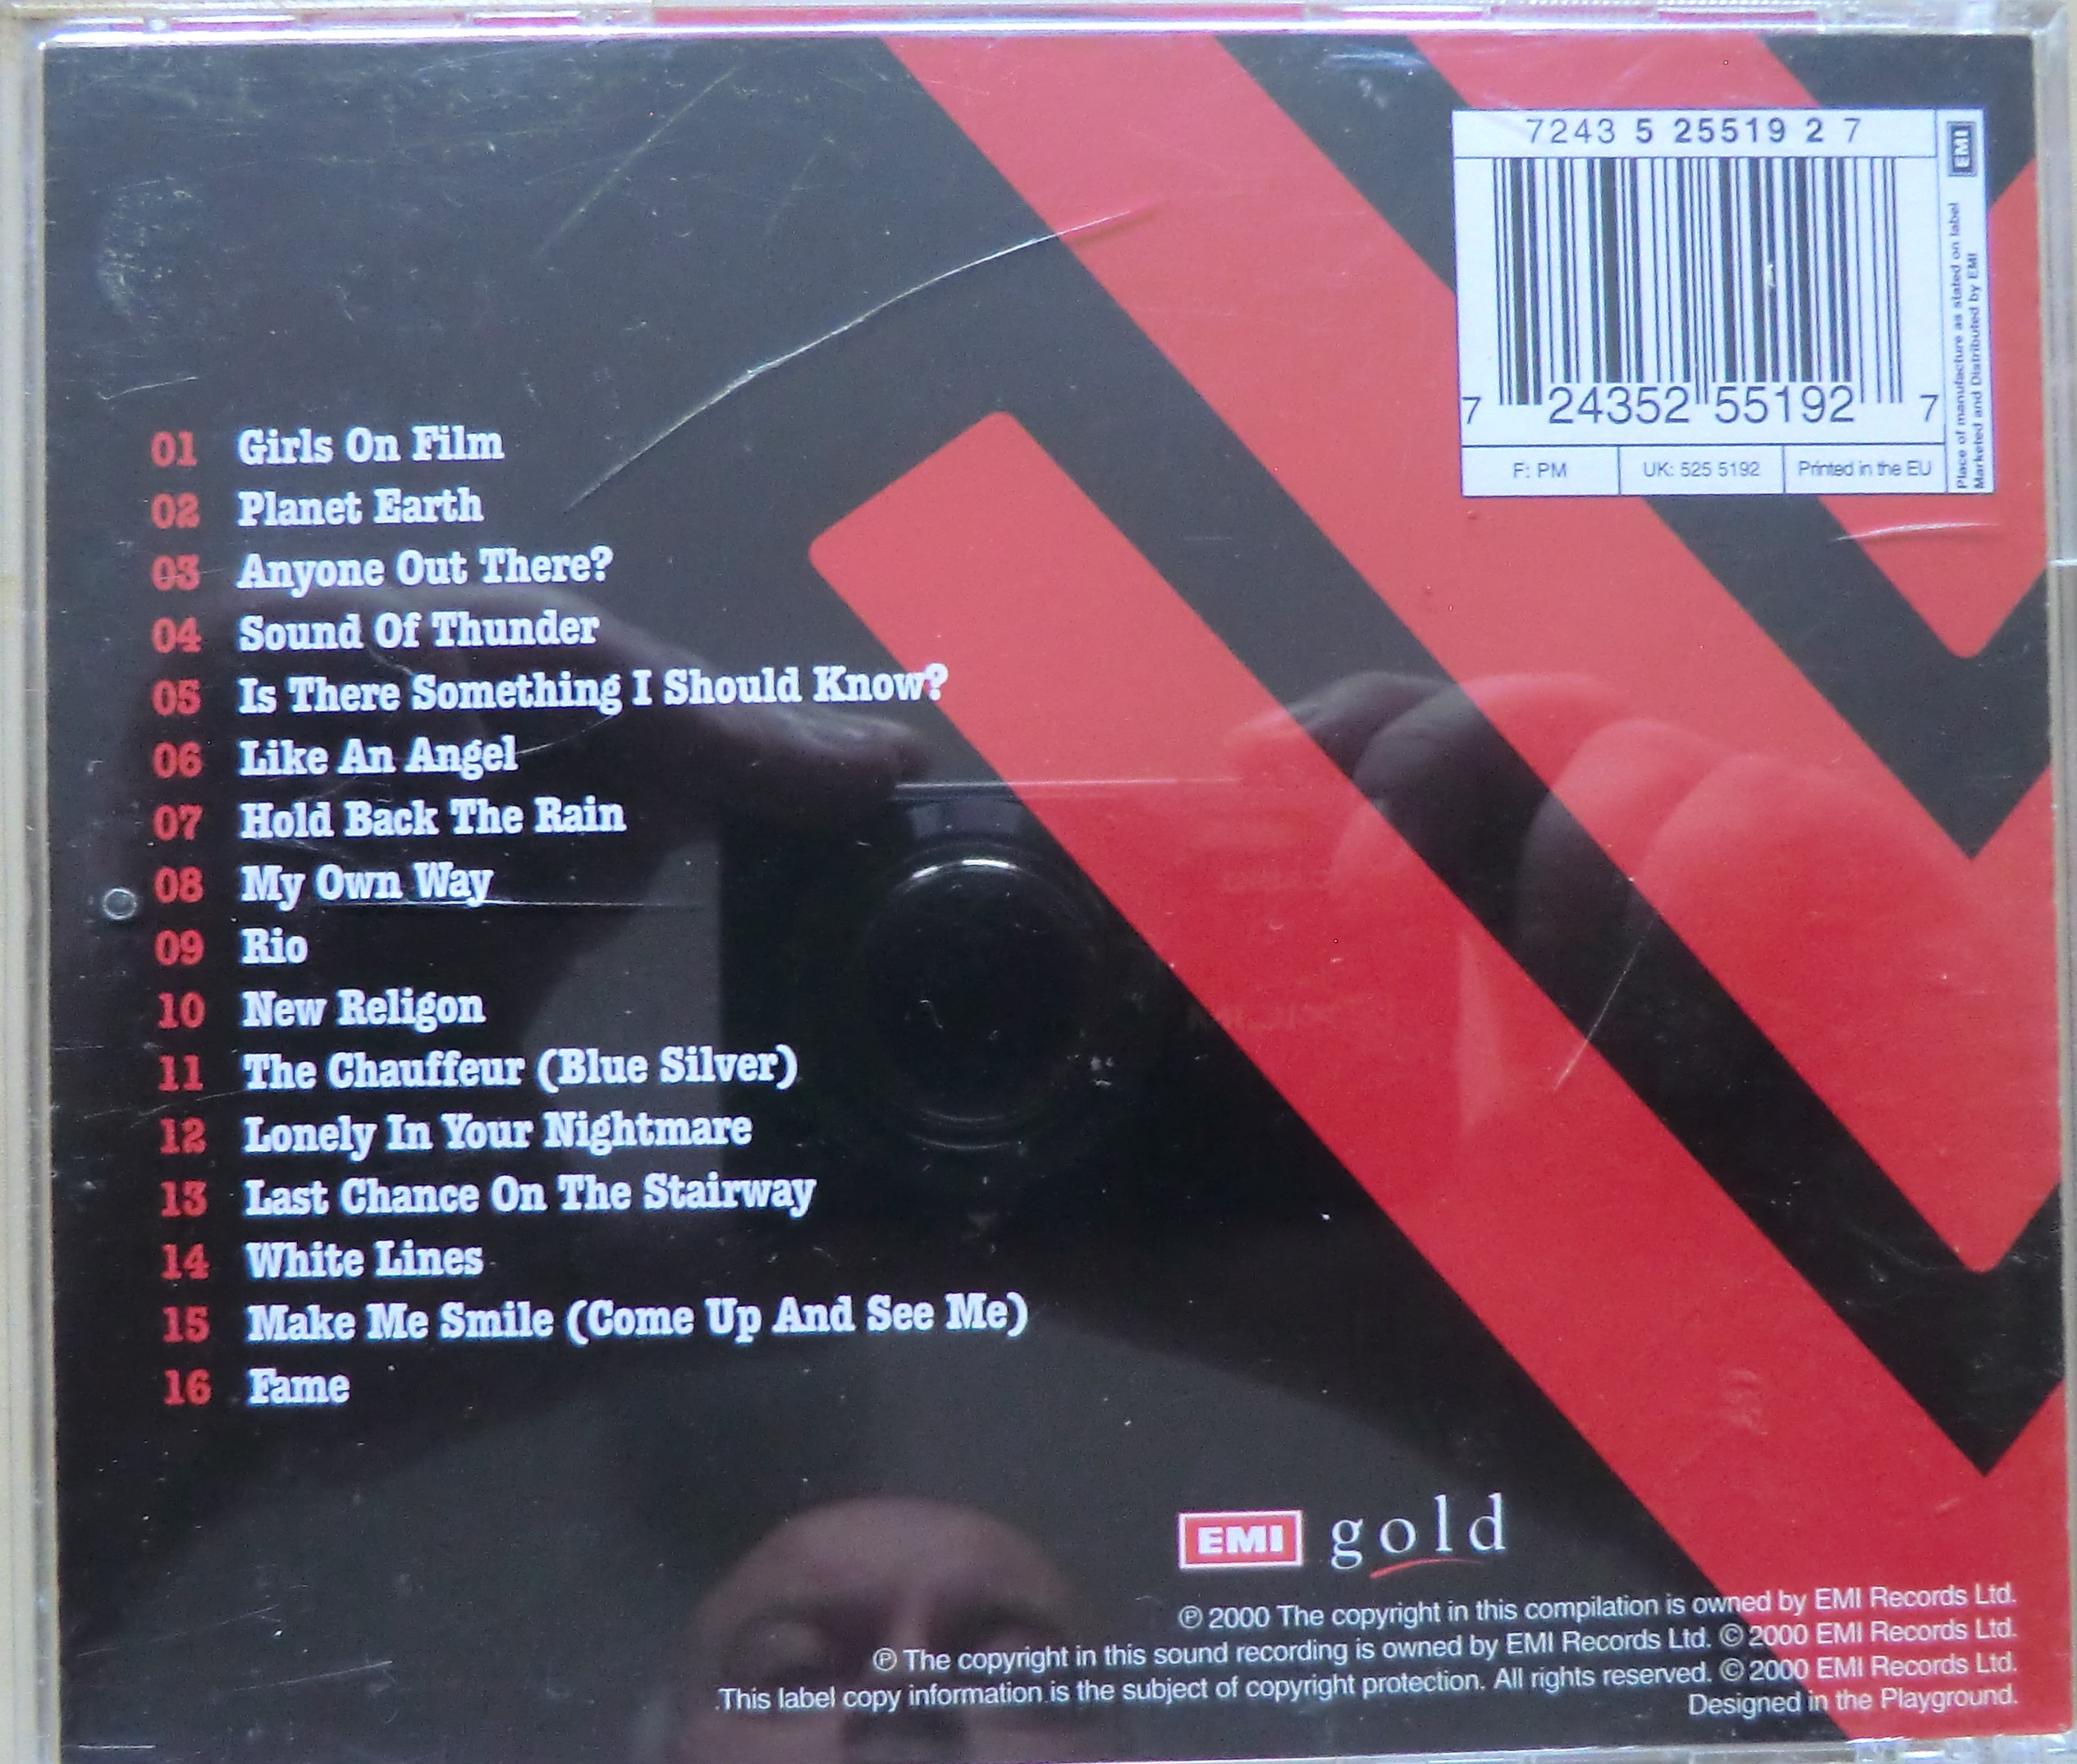 7243 5 25519 2 7
EMI
7 24352 55192 7
F: PM
UK: 525 5192
Printed in the EU
Place of manufacture as stated on label
Marketed and Distributed by EMI
01 Girls On Film
02 Planet Earth
03 Anyone Out There?
04 Sound Of Thunder
05 Is There Something I Should Know?
06 Like An Angel
07 Hold Back The Rain
08 My Own Way
09 Rio
10 New Religon
11 The Chauffeur (Blue Silver)
12 Lonely In Your Nightmare
13 Last Chance On The Stairway
14 White Lines
15 Make Me Smile (Come Up And See Me)
16 Fame
EMI gold
℗ 2000 The copyright in this compilation is owned by EMI Records Ltd.
℗ The copyright in this sound recording is owned by EMI Records Ltd. © 2000 EMI Records Ltd.
This label copy information is the subject of copyright protection. All rights reserved. © 2000 EMI Records Ltd.
Designed in the Playground.